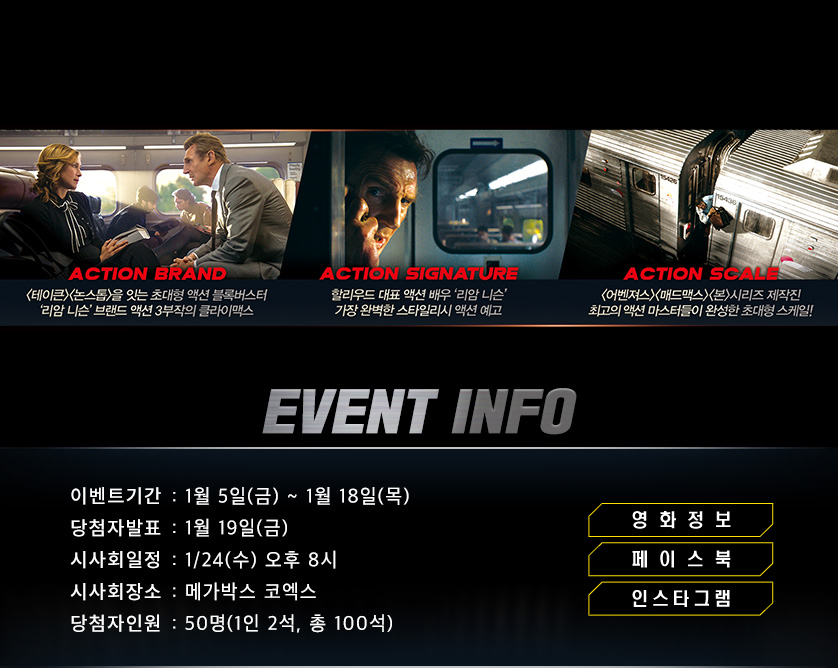 ACTION BRAND
<테이큰><논스톱>을 잇는 초대형 액션 블록버스터
'리암 니슨' 브랜드 액션 3부작의 클라이맥스
ACTION SIGNATURE
할리우드 대표 액션 배우 '리암 니슨'
가장 완벽한 스타일리시 액션 예고
15426
15436
ACTION SCALE
<어벤져스><매드맥스><본>시리즈 제작진
최고의 액션 마스터들이 완성한 초대형 스케일!
EVENT INFO
이벤트기간 : 1월 5일(금) ~ 1월 18일(목)
당첨자발표 : 1월 19일(금)
시사회일정 : 1/24(수) 오후 8시
시사회장소 : 메가박스 코엑스
당첨자인원 : 50명(1인 2석, 총 100석)
영화정보
페이스북
인스타그램